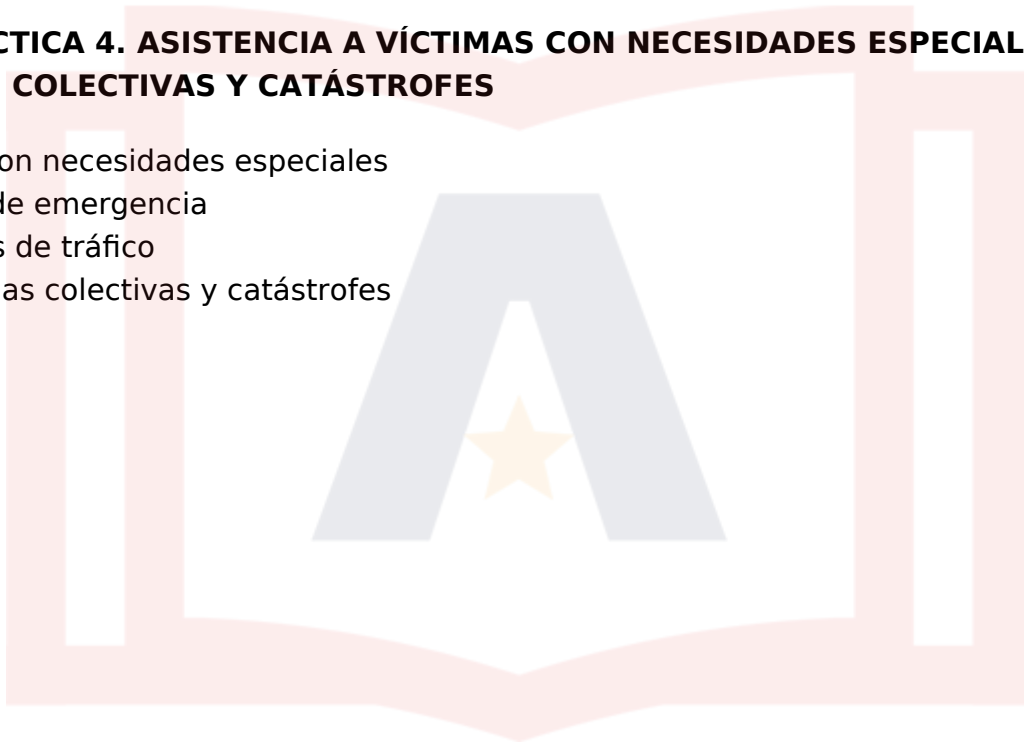 CTICA 4. ASISTENCIA A VÍCTIMAS CON NECESIDADES ESPECIAL
COLECTIVAS Y CATÁSTROFES
on necesidades especiales
de emergencia
s de tráfico
as colectivas y catástrofes